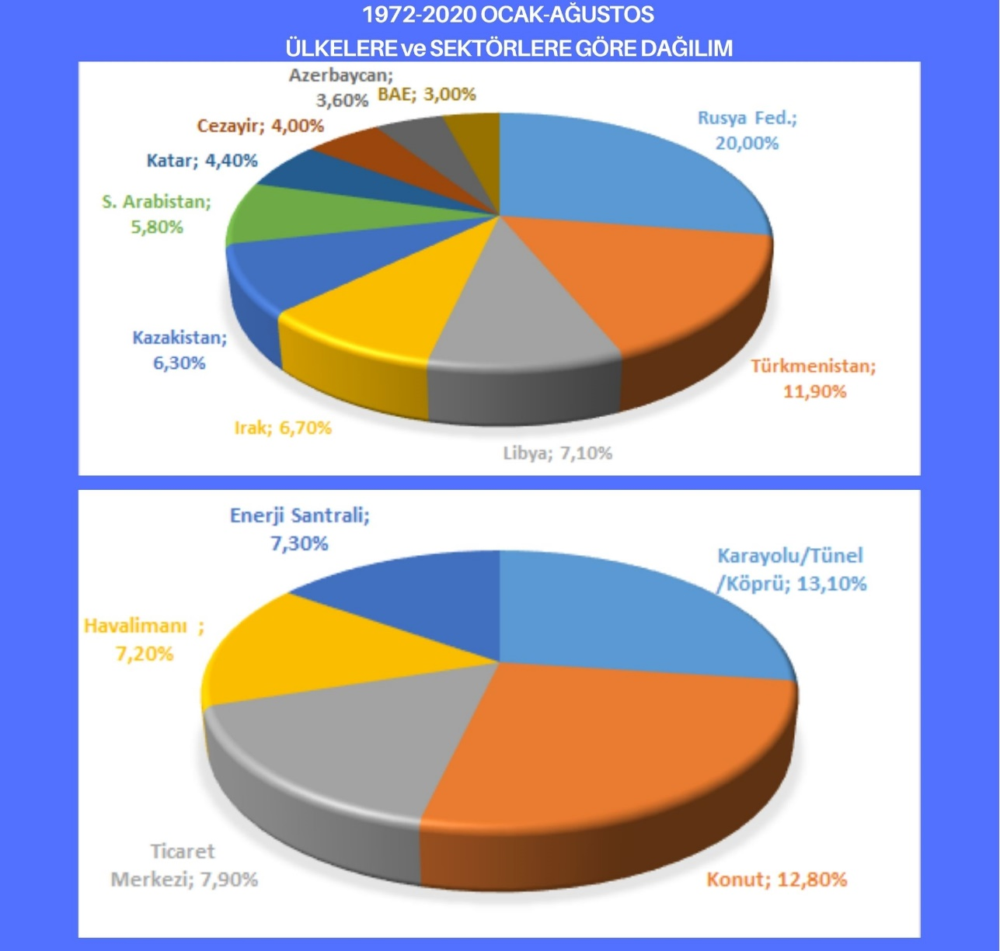 1972-2020 OCAK-AĞUSTOS
ÜLKELERE ve SEKTÖRLERE GÖRE DAĞILIM
Azerbaycan;
3,60%
BAE; 3,00%
Rusya Fed.;
20,00%
Cezayir; 4,00%
Katar; 4,40%
S. Arabistan;
5,80%
Kazakistan;
6,30%
Türkmenistan;
11,90%
Irak; 6,70%
Libya; 7,10%
Enerji Santrali;
7,30%
Karayolu/Tünel
/Köprü; 13,10%
Havalimanı ;
7,20%
Ticaret
Merkezi; 7,90%
Konut; 12,80%